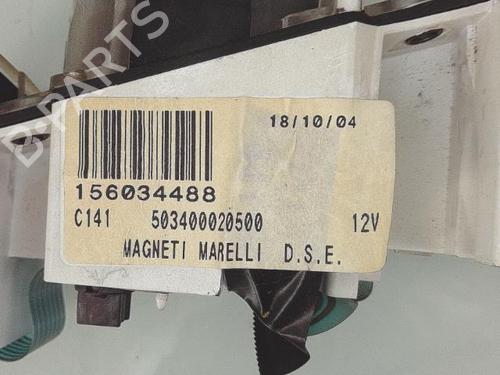 B-PARTS
18/10/04
156034488
C141 503400020500 12V
MAGNETI MARELLI D.S.E.